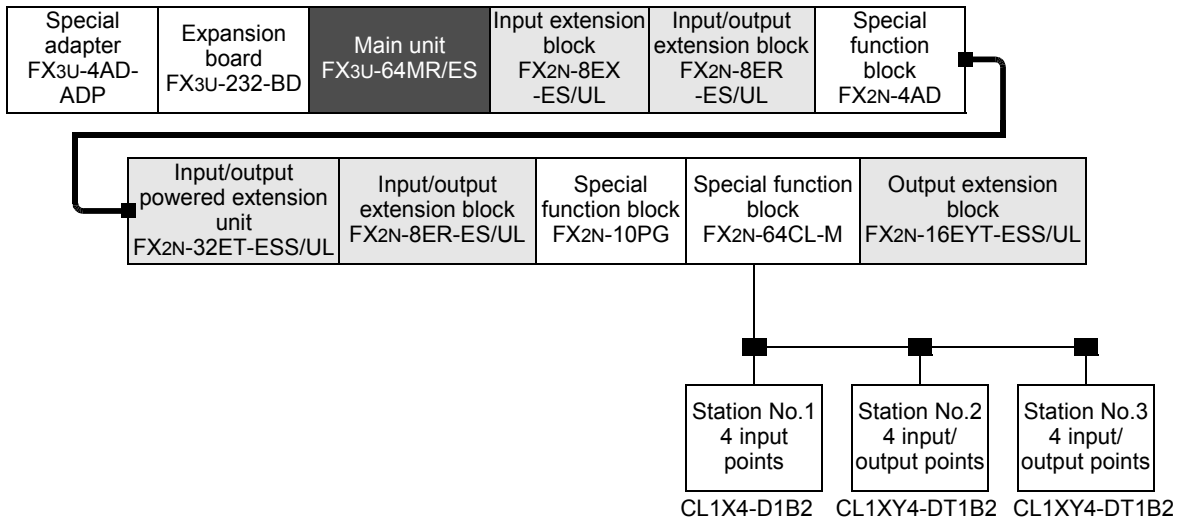 Special
adapter
FX3U-4AD-
ADP
Expansion
board
FX3U-232-BD
Main unit
FX3U-64MR/ES
Input extension
block
FX2N-8EX
-ES/UL
Input/output
extension block
FX2N-8ER
-ES/UL
Special
function
block
FX2N-4AD
Input/output
powered extension
unit
FX2N-32ET-ESS/UL
Input/output
extension block
FX2N-8ER-ES/UL
Special
function block
FX2N-10PG
Special function
block
FX2N-64CL-M
Output extension
block
FX2N-16EYT-ESS/UL
Station No.1
4 input
points
Station No.2
4 input/
output points
Station No.3
4 input/
output points
CL1X4-D1B2
CL1XY4-DT1B2
CL1XY4-DT1B2